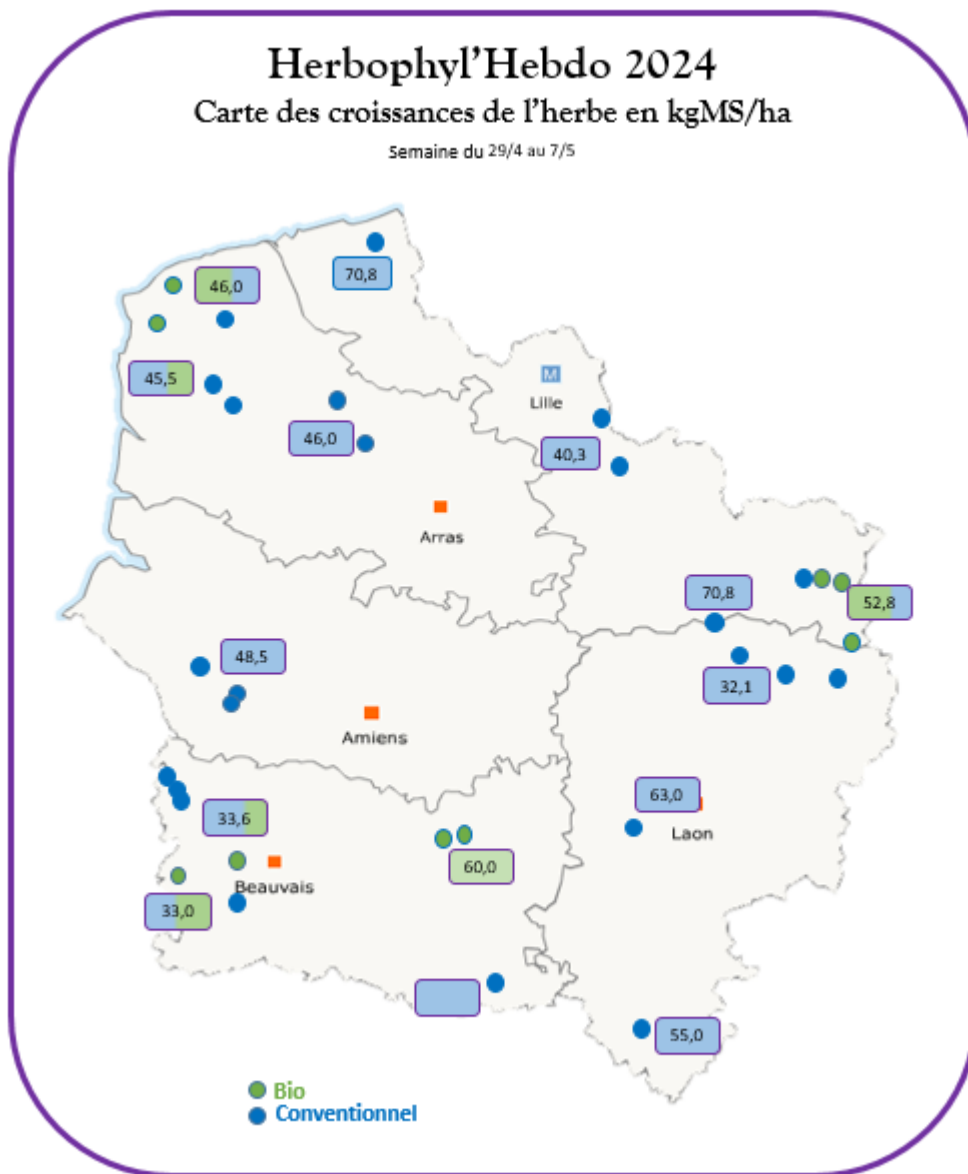 Herbophyl'Hebdo 2024
Carte des croissances de l'herbe en kgMS/ha
Semaine du 29/4 au 7/5
70,8
46,0
45,5
M
Lille
46,0
40,3
Arras
70,8
52,8
48,5
32,1
Amiens
63,0
33,6
Laon
60,0
Beauvais
33,0
55,0
Bio
Conventionnel